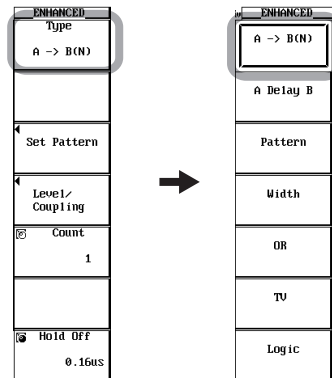 ENHANCED
Type
A -> B(N)
Set Pattern
Level/
Coupling
Count
1
Hold Off
0.16us
ENHANCED
A -> B(N)
A Delay B
Pattern
Width
OR
TV
Logic